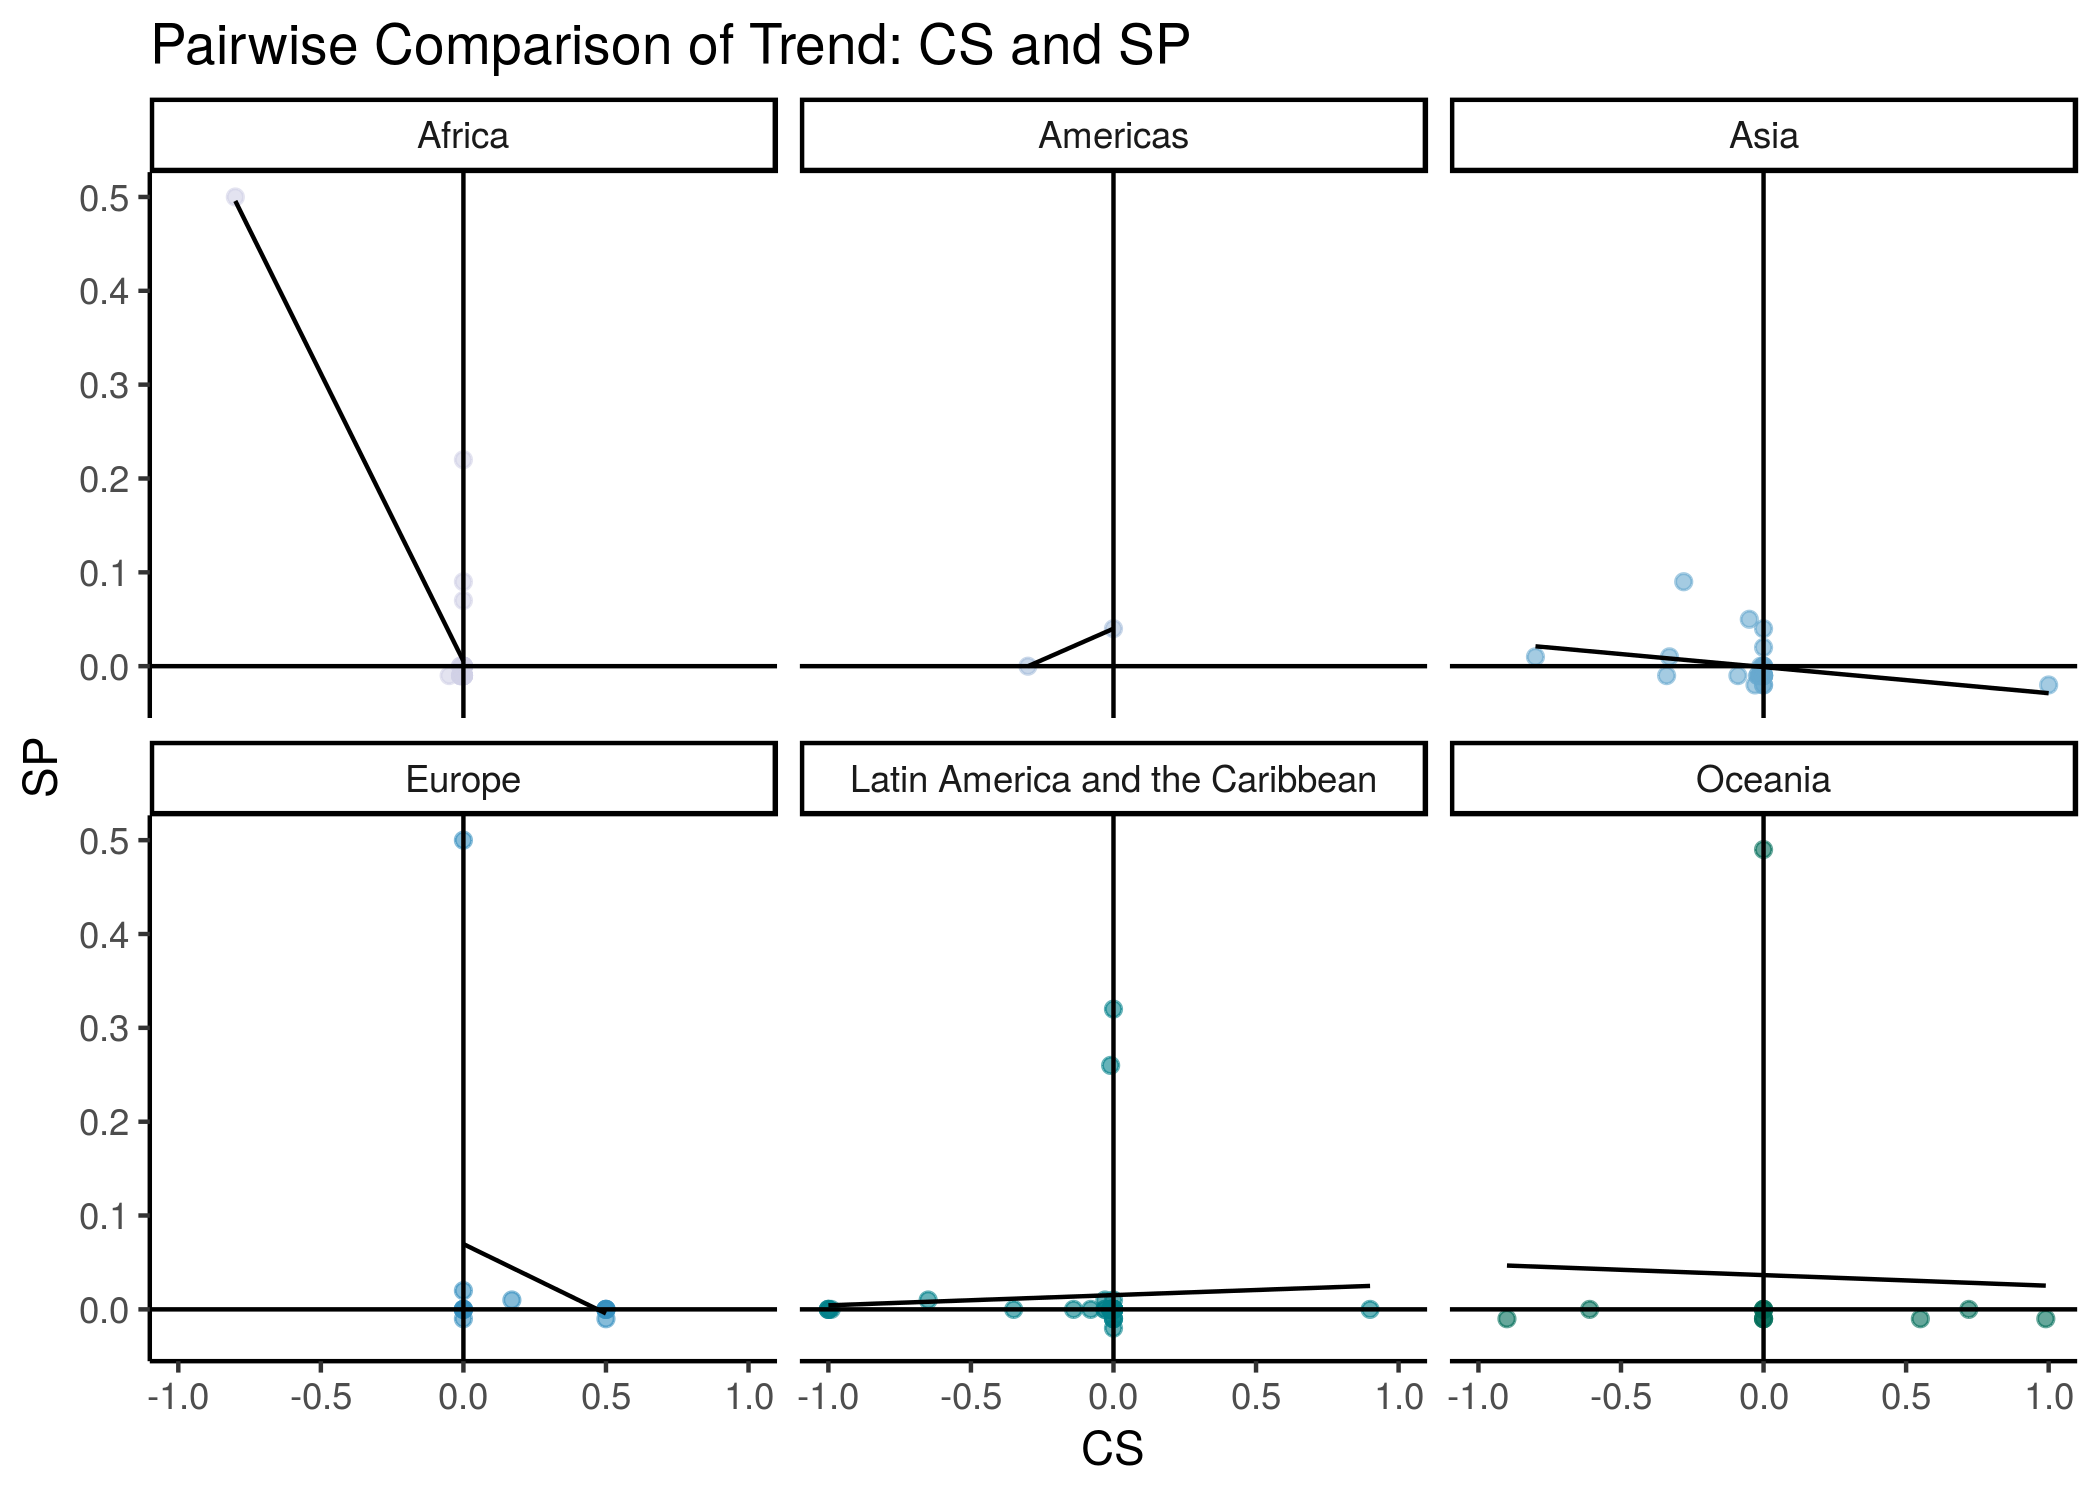 Pairwise Comparison of Trend: CS and SP
Africa
Americas
Asia
0.5
0.4
0.3
0.2
0.1
0.0
SP
Europe
Latin America and the Caribbean
Oceania
0.5
0.4
0.3
0.2
0.1
0.0
-1.0 -0.5 0.0 0.5 1.0 -1.0 -0.5 0.0 0.5 1.0 -1.0 -0.5 0.0 0.5 1.0
CS